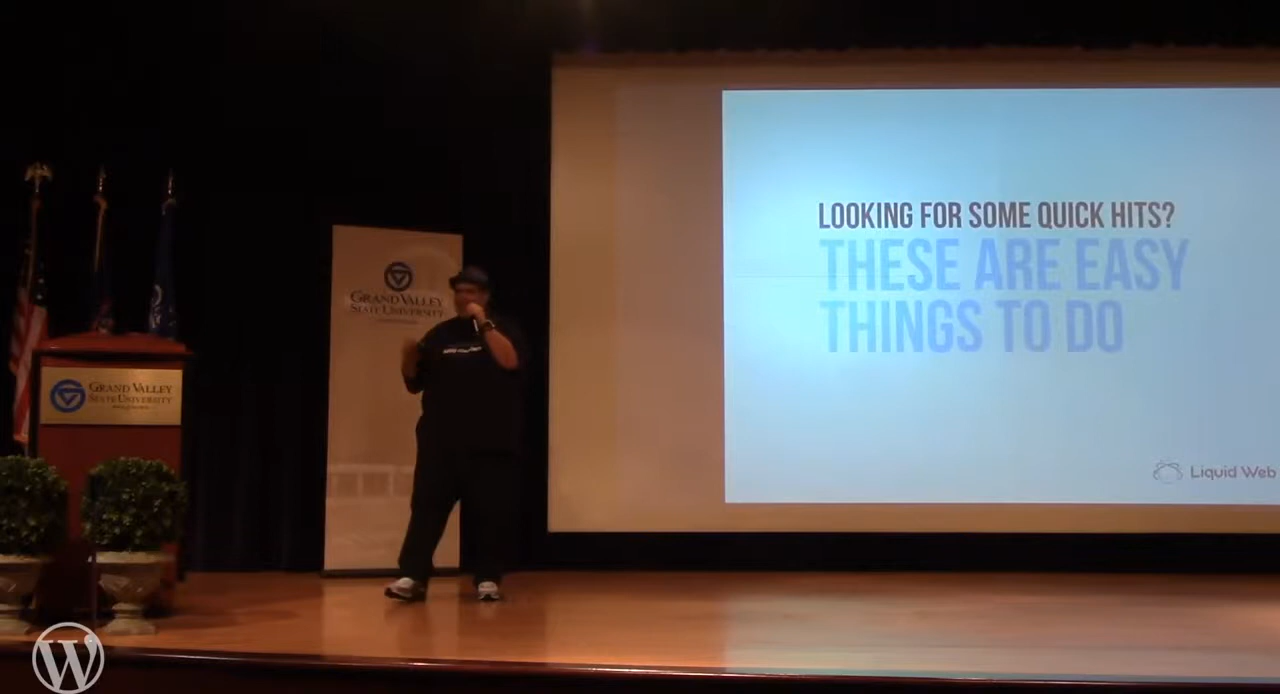 LOOKING FOR SOME QUICK HITS?
THESE ARE EASY
THINGS TO DO
Liquid Web
GRAND VALLEY
STATE UNIVERSITY
GRAND VALLEY
STATE UNIVERSITY